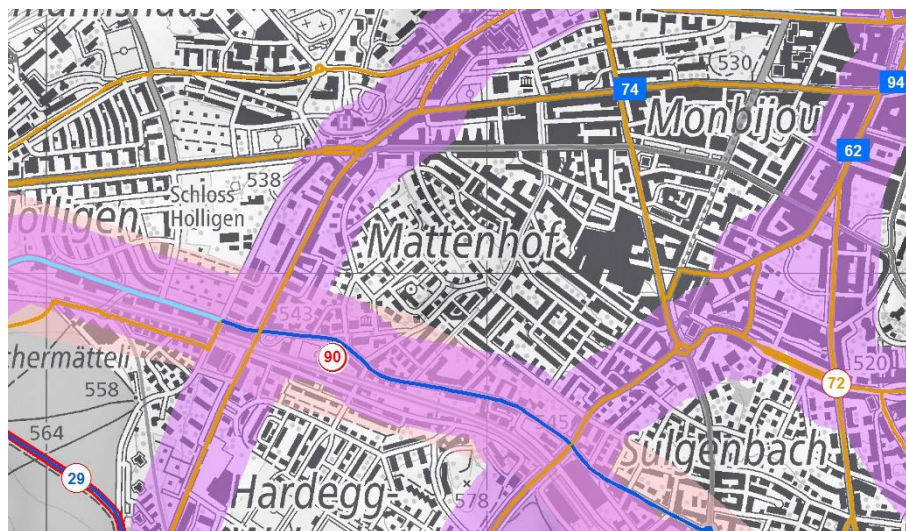 74
530
94
Monbijou
62
538
Schloss
Holligen
Holligen
Mattenhof
543
90
chermätteli
558
520
72
564
Sulgenbach
29
Hardegg-
578